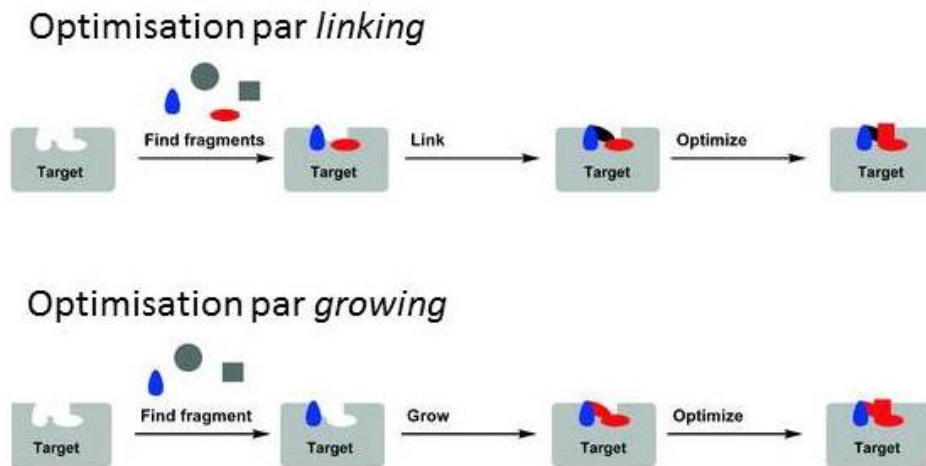 Optimisation par linking
Find fragments Link Optimize
Target Target Target Target
Optimisation par growing
Find fragment Grow Optimize
Target Target Target Target